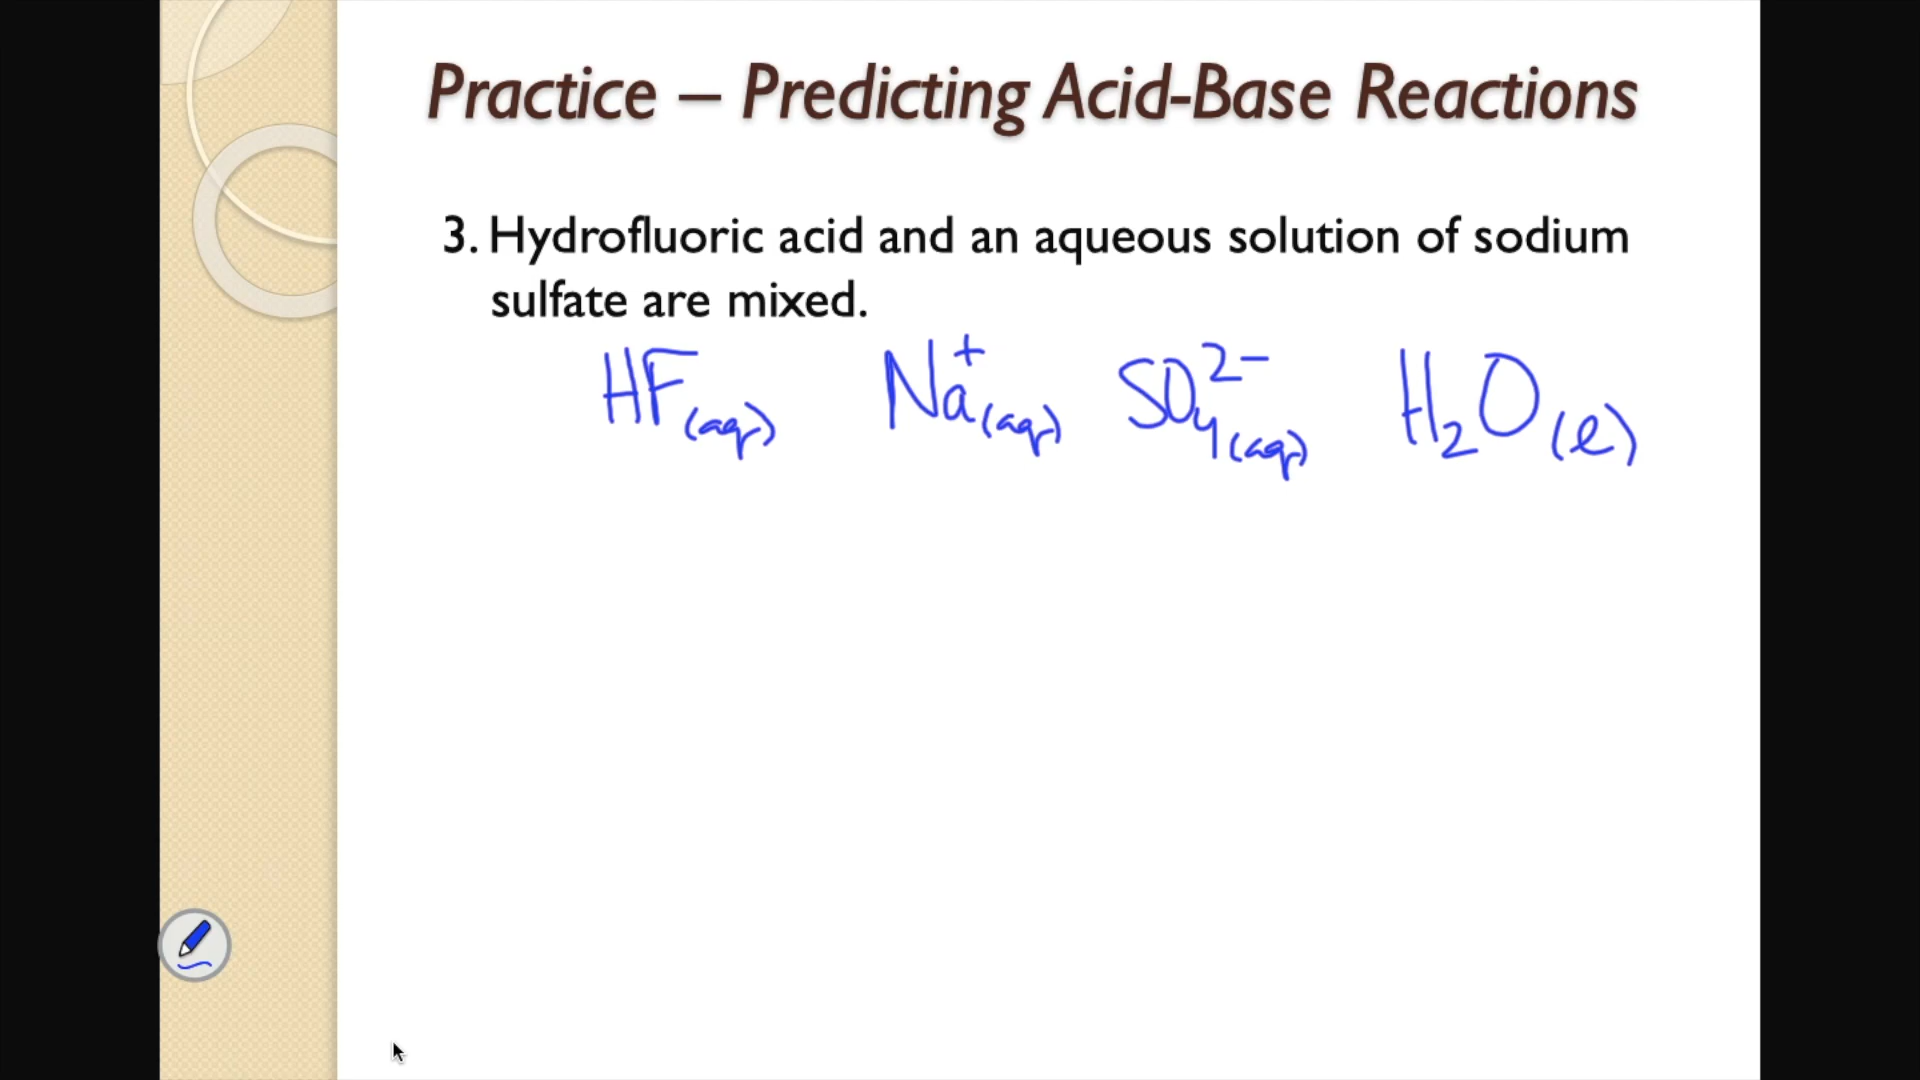 Practice – Predicting Acid-Base Reactions
3. Hydrofluoric acid and an aqueous solution of sodium
sulfate are mixed.
HF(aq) Na⁺(aq) SO₄²⁻(aq) H₂O(ℓ)